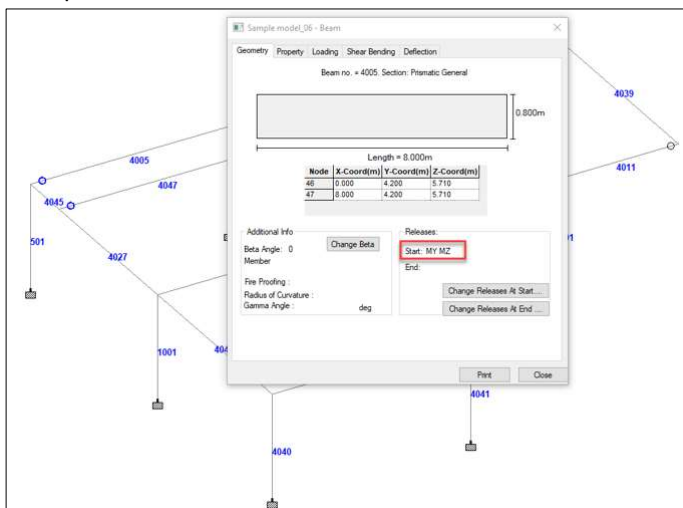 Sample model_06 - Beam
Geometry Property Loading Shear Bending Deflection
Beam no. = 4005. Section: Prismatic General
0.800m
Length = 8.000m
Node X-Coord(m) Y-Coord(m) Z-Coord(m)
46 0.000 4.200 5.710
47 8.000 4.200 5.710
Additional Info
Beta Angle: 0
Change Beta
Member
Fire Proofing :
Radius of Curvature :
Gamma Angle : deg
Releases:
Start: MY MZ
End:
Change Releases At Start....
Change Releases At End ....
Print Close
4039
4005
4011
4047
4045
501
4027
1001
4041
4040